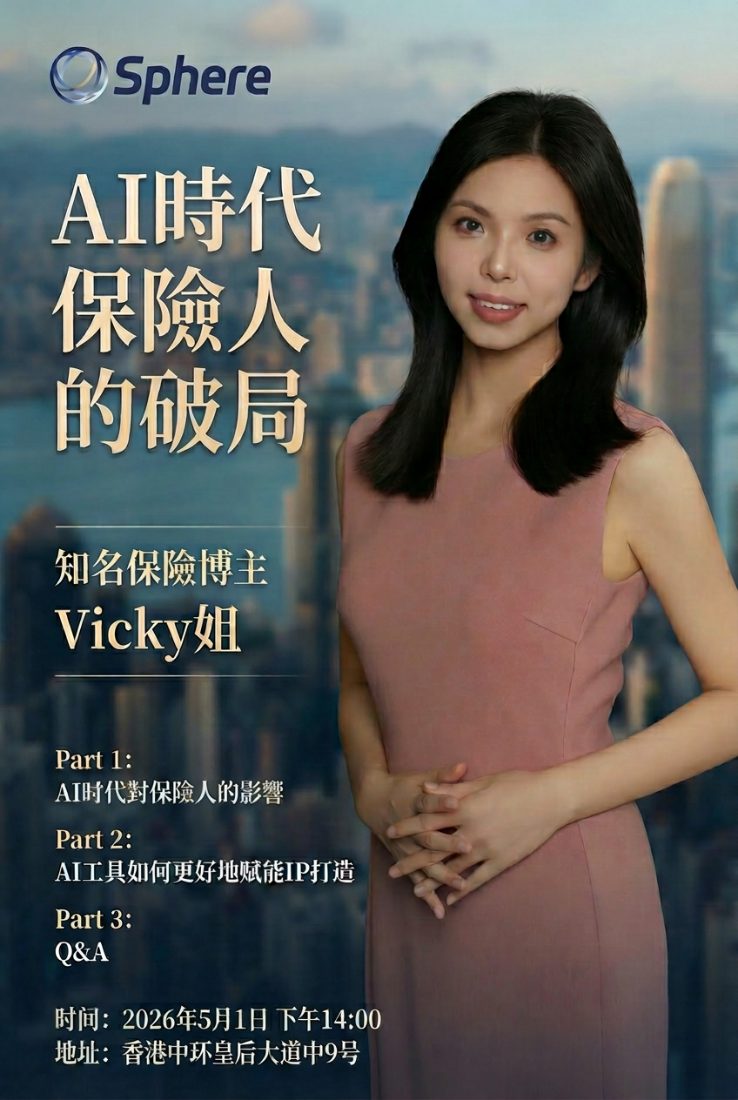 Sphere
AI時代
保險人
的破局
知名保險博主
Vicky姐
Part 1:
AI时代對保險人的影響
Part 2:
AI工具如何更好地赋能IP打造
Part 3:
Q&A
时间：2026年5月1日 下午14:00
地址：香港中环皇后大道中9号